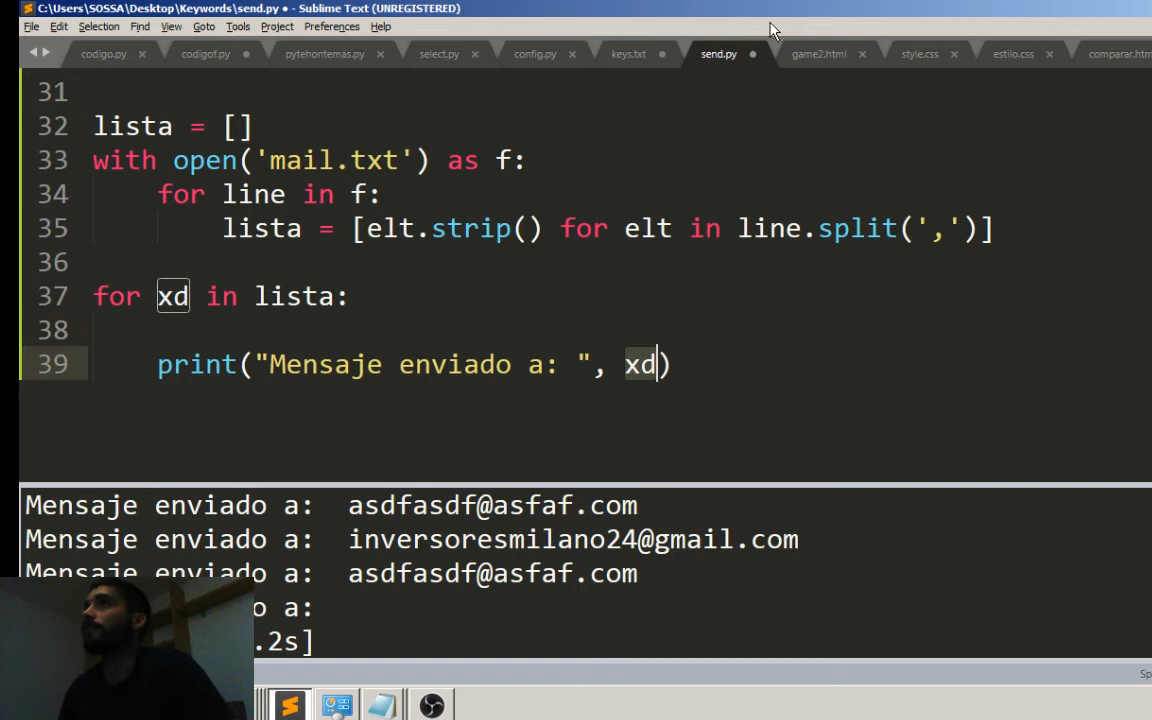 C:\Users\SOSSA\Desktop\Keywords\send.py • - Sublime Text (UNREGISTERED)
File Edit Selection Find View Goto Tools Project Preferences Help
codigo.py codigof.py pytehontemas.py select.py config.py keys.txt send.py game2.html style.css estilo.css comparar.htm
31
32 lista = []
33 with open('mail.txt') as f:
34 for line in f:
35 lista = [elt.strip() for elt in line.split(',')]
36
37 for xd in lista:
38
39 print("Mensaje enviado a: ", xd)
Mensaje enviado a: asdfasdf@asfaf.com
Mensaje enviado a: inversoresmilano24@gmail.com
Mensaje enviado a: asdfasdf@asfaf.com
o a:
.2s]
Sp